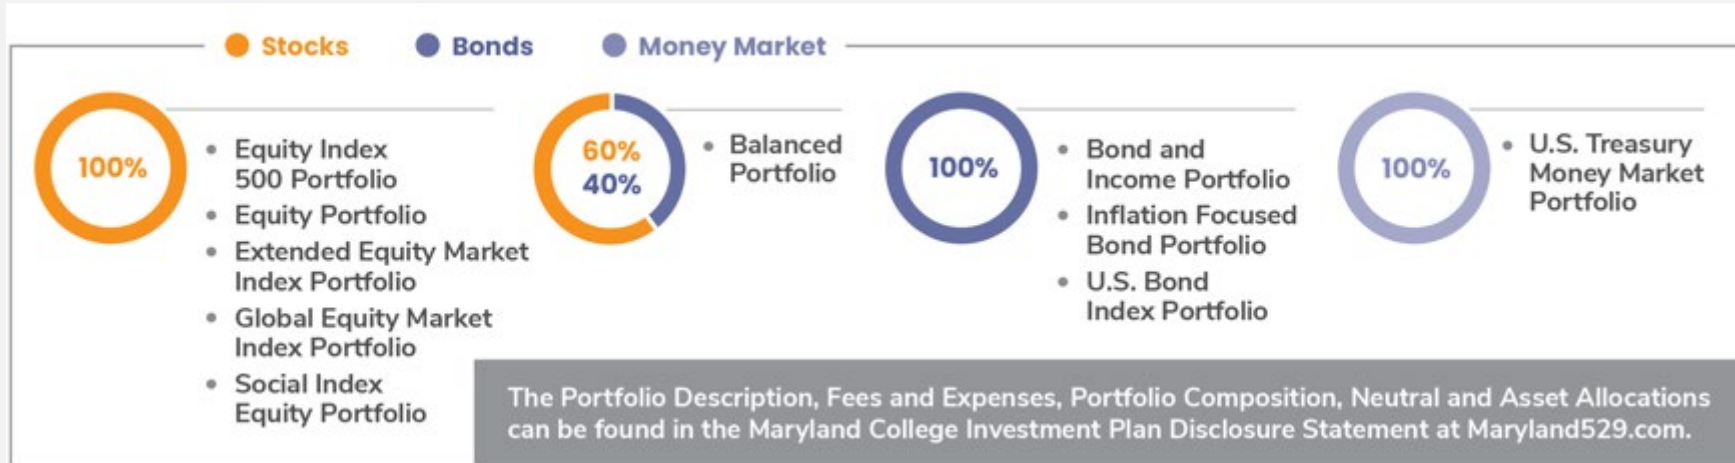 Stocks
Bonds
Money Market
100%
• Equity Index
500 Portfolio
• Equity Portfolio
• Extended Equity Market
Index Portfolio
• Global Equity Market
Index Portfolio
• Social Index
Equity Portfolio
60%
40%
• Balanced
Portfolio
100%
• Bond and
Income Portfolio
• Inflation Focused
Bond Portfolio
• U.S. Bond
Index Portfolio
100%
• U.S. Treasury
Money Market
Portfolio
The Portfolio Description, Fees and Expenses, Portfolio Composition, Neutral and Asset Allocations
can be found in the Maryland College Investment Plan Disclosure Statement at Maryland529.com.